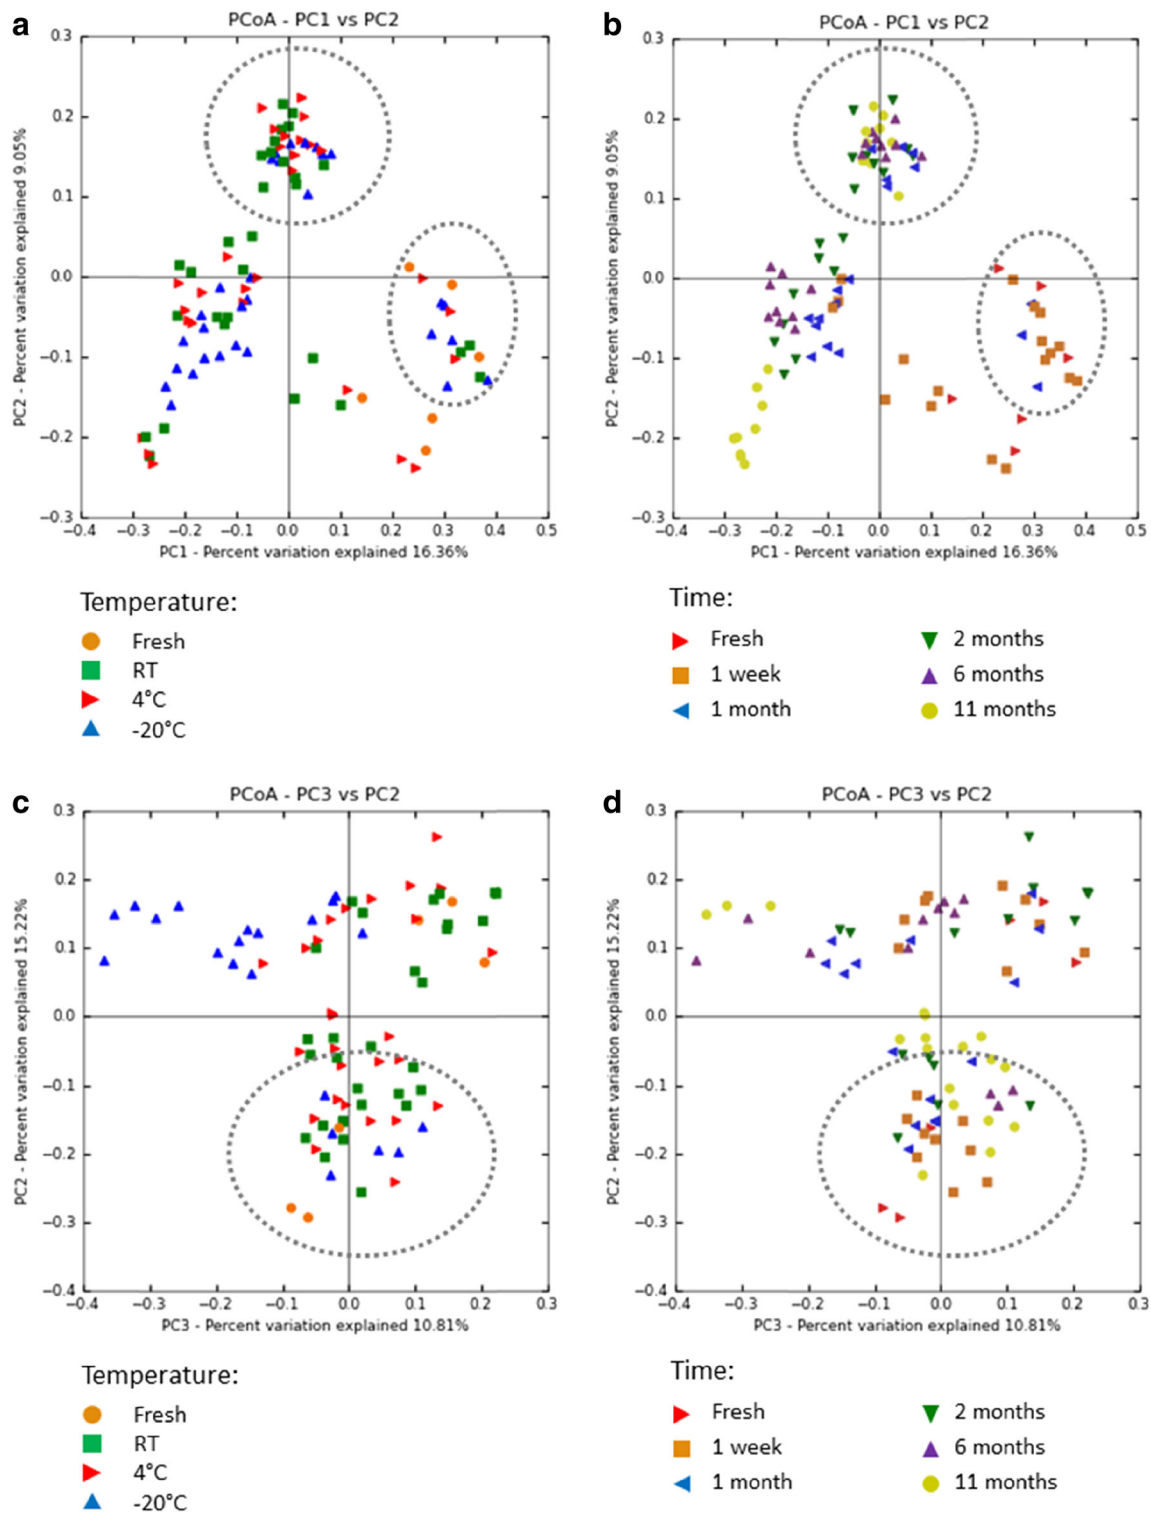 a
PCoA - PC1 vs PC2
0.3
0.2
0.1
0.0
−0.1
−0.2
−0.3
−0.4 −0.3 −0.2 −0.1 0.0 0.1 0.2 0.3 0.4 0.5
PC2 - Percent variation explained 9.05%
PC1 - Percent variation explained 16.36%
Temperature:
Fresh
RT
4°C
-20°C
b
PCoA - PC1 vs PC2
0.3
0.2
0.1
0.0
−0.1
−0.2
−0.3
−0.4 −0.3 −0.2 −0.1 0.0 0.1 0.2 0.3 0.4 0.5
PC2 - Percent variation explained 9.05%
PC1 - Percent variation explained 16.36%
Time:
Fresh
1 week
1 month
2 months
6 months
11 months
c
PCoA - PC3 vs PC2
0.3
0.2
0.1
0.0
−0.1
−0.2
−0.3
−0.4
−0.4 −0.3 −0.2 −0.1 0.0 0.1 0.2 0.3
PC2 - Percent variation explained 15.22%
PC3 - Percent variation explained 10.81%
Temperature:
Fresh
RT
4°C
-20°C
d
PCoA - PC3 vs PC2
0.3
0.2
0.1
0.0
−0.1
−0.2
−0.3
−0.4
−0.4 −0.3 −0.2 −0.1 0.0 0.1 0.2 0.3
PC2 - Percent variation explained 15.22%
PC3 - Percent variation explained 10.81%
Time:
Fresh
1 week
1 month
2 months
6 months
11 months